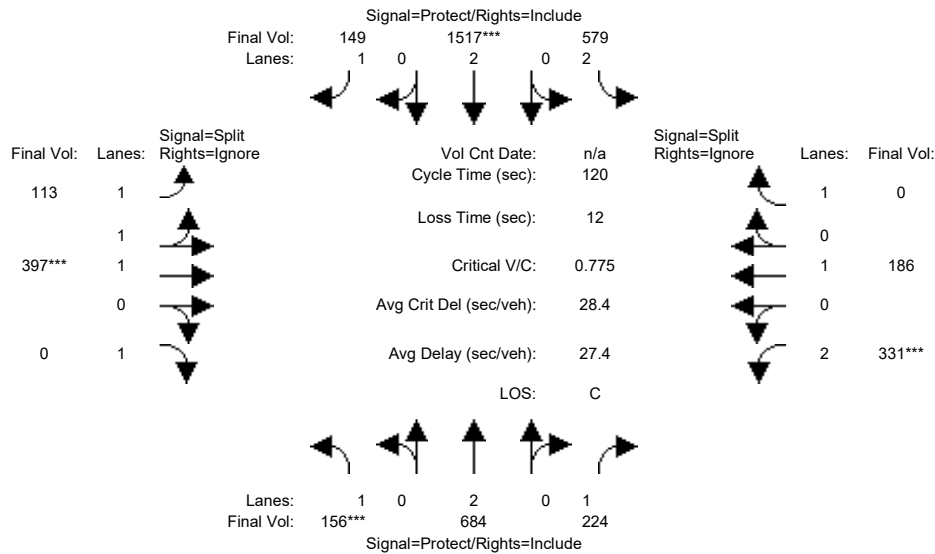 Signal=Protect/Rights=Include
Final Vol: 149 1517*** 579
Lanes: 1 0 2 0 2
Signal=Split
Final Vol: Lanes: Rights=Ignore
Vol Cnt Date: n/a
Signal=Split
Rights=Ignore Lanes: Final Vol:
Cycle Time (sec): 120
113 1
1 0
Loss Time (sec): 12
1
0
397*** 1
Critical V/C: 0.775
1 186
0
Avg Crit Del (sec/veh): 28.4
0
0 1
Avg Delay (sec/veh): 27.4
2 331***
LOS: C
Lanes: 1 0 2 0 1
Final Vol: 156*** 684 224
Signal=Protect/Rights=Include